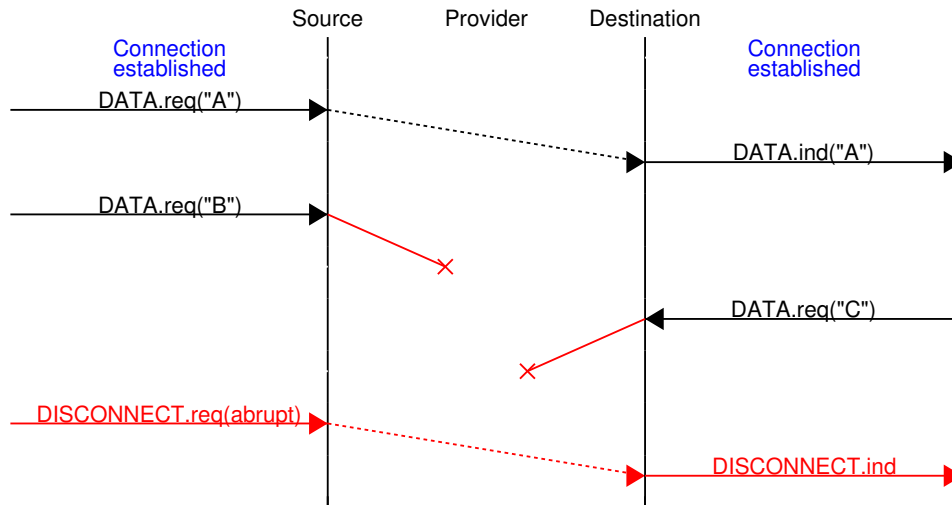 Source
Provider
Destination
Connection
established
Connection
established
DATA.req("A")
DATA.ind("A")
DATA.req("B")
DATA.req("C")
DISCONNECT.req(abrupt)
DISCONNECT.ind